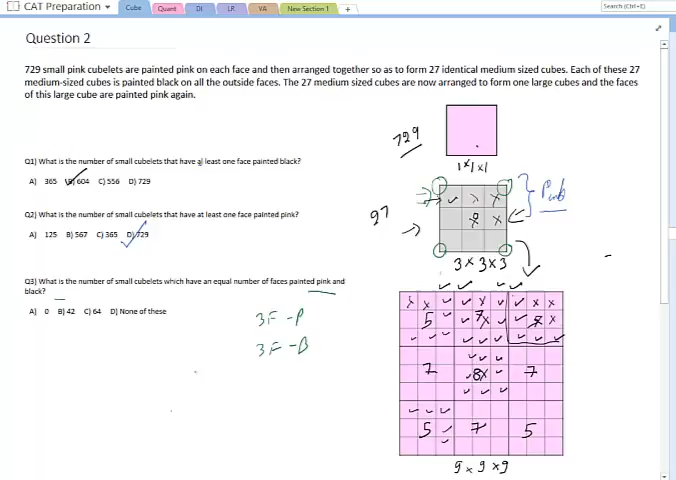 CAT Preparation
Cube
Quant
DI
LR
VA
New Section 1
+
Search (Ctrl+E)
Question 2
729 small pink cubelets are painted pink on each face and then arranged together so as to form 27 identical medium sized cubes. Each of these 27
medium-sized cubes is painted black on all the outside faces. The 27 medium sized cubes are now arranged to form one large cubes and the faces
of this large cube are painted pink again.
729
1×1×1
Q1) What is the number of small cubelets that have at least one face painted black?
A) 365 B) 604 C) 556 D) 729
Pink
27
3×3×3
Q2) What is the number of small cubelets that have at least one face painted pink?
A) 125 B) 567 C) 365 D) 729
Q3) What is the number of small cubelets which have an equal number of faces painted pink and
black?
A) 0 B) 42 C) 64 D) None of these
3F - P
3F - B
5 7
7 8 7
5 7 5
9×9×9